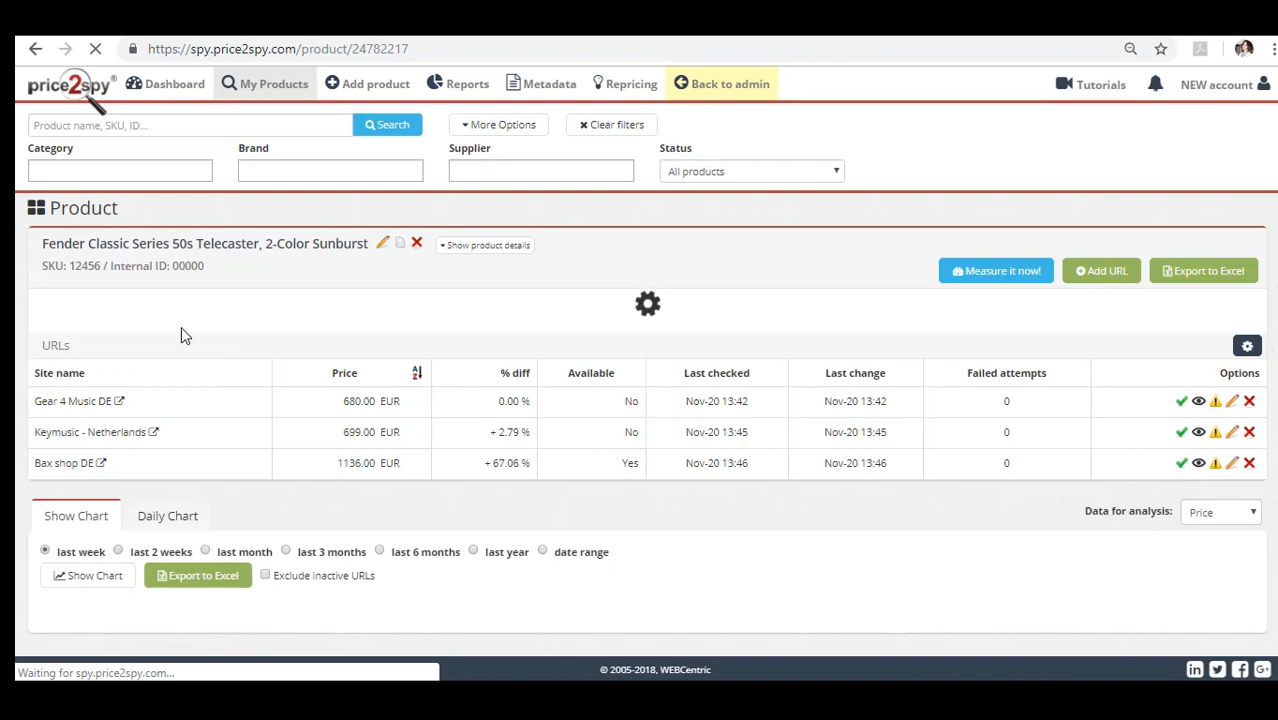 https://spy.price2spy.com/product/24782217
price2spy® Dashboard My Products Add product Reports Metadata Repricing Back to admin Tutorials NEW account
Product name, SKU, ID... Search More Options Clear filters
Category Brand Supplier Status
All products
Product
Fender Classic Series 50s Telecaster, 2-Color Sunburst Show product details
SKU: 12456 / Internal ID: 00000
Measure it now! Add URL Export to Excel
URLs
Site name Price % diff Available Last checked Last change Failed attempts Options
Gear 4 Music DE 680.00 EUR 0.00 % No Nov-20 13:42 Nov-20 13:42 0
Keymusic - Netherlands 699.00 EUR + 2.79 % No Nov-20 13:45 Nov-20 13:45 0
Bax shop DE 1136.00 EUR + 67.06 % Yes Nov-20 13:46 Nov-20 13:46 0
Show Chart Daily Chart Data for analysis: Price
last week last 2 weeks last month last 3 months last 6 months last year date range
Show Chart Export to Excel Exclude inactive URLs
© 2005-2018, WEBCentric
Waiting for spy.price2spy.com...